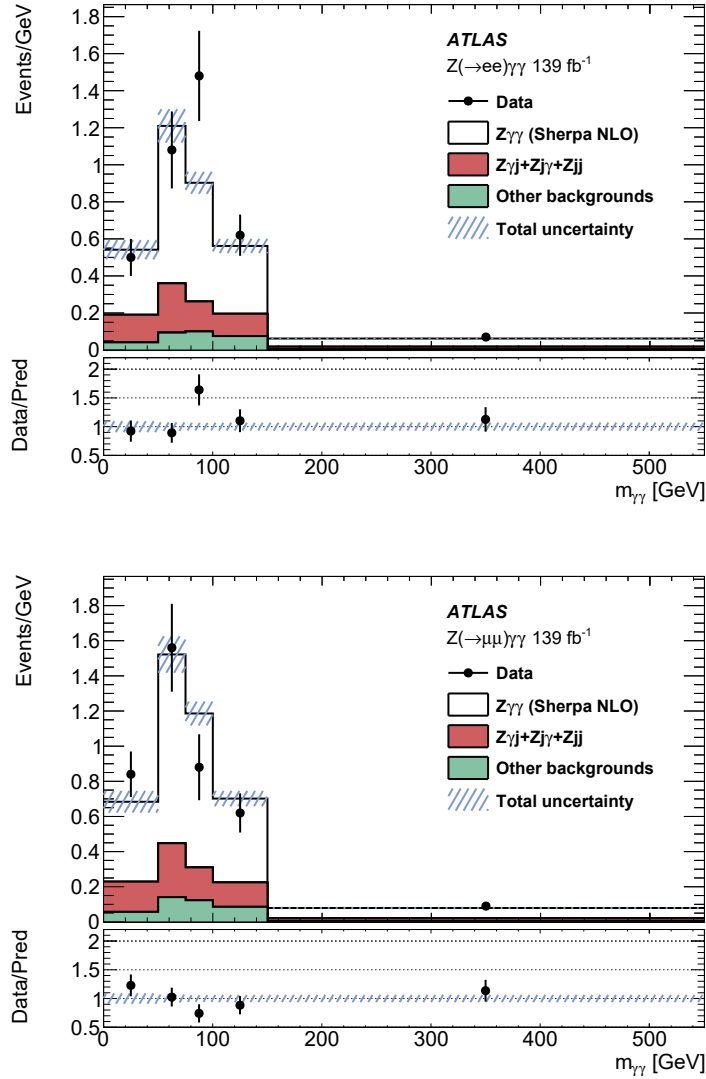 Events/GeV
1.8
1.6
1.4
1.2
1
0.8
0.6
0.4
0.2
0
ATLAS
Z(→ee)γγ 139 fb⁻¹
Data
Zγγ (Sherpa NLO)
Zγj+Zjγ+Zjj
Other backgrounds
Total uncertainty
Data/Pred
2
1.5
1
0.5
0 100 200 300 400 500
m_γγ [GeV]
Events/GeV
1.8
1.6
1.4
1.2
1
0.8
0.6
0.4
0.2
0
ATLAS
Z(→μμ)γγ 139 fb⁻¹
Data
Zγγ (Sherpa NLO)
Zγj+Zjγ+Zjj
Other backgrounds
Total uncertainty
Data/Pred
2
1.5
1
0.5
0 100 200 300 400 500
m_γγ [GeV]